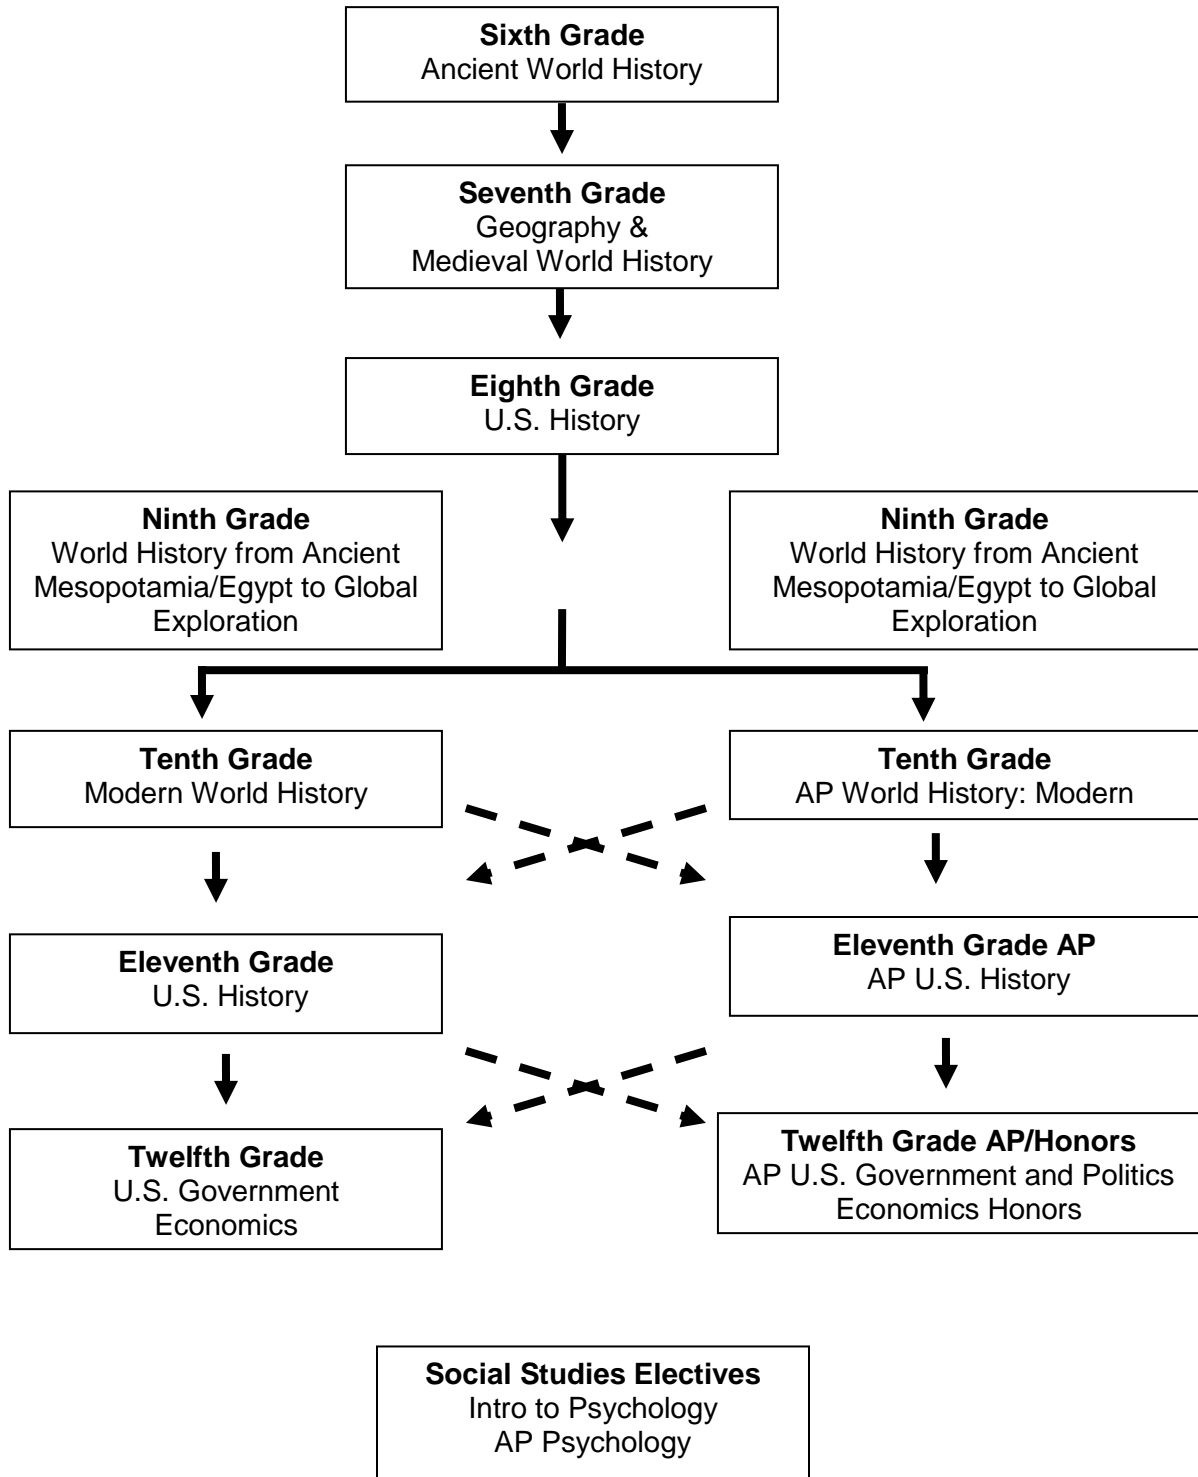 Sixth Grade
Ancient World History
Seventh Grade
Geography &
Medieval World History
Eighth Grade
U.S. History
Ninth Grade
World History from Ancient
Mesopotamia/Egypt to Global
Exploration
Ninth Grade
World History from Ancient
Mesopotamia/Egypt to Global
Exploration
Tenth Grade
Modern World History
Tenth Grade
AP World History: Modern
Eleventh Grade
U.S. History
Eleventh Grade AP
AP U.S. History
Twelfth Grade
U.S. Government
Economics
Twelfth Grade AP/Honors
AP U.S. Government and Politics
Economics Honors
Social Studies Electives
Intro to Psychology
AP Psychology